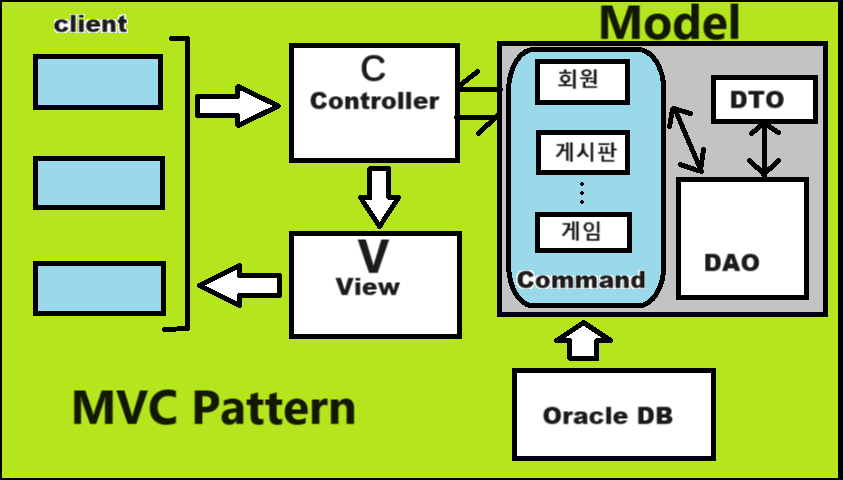 client
Model
C
Controller
회원
DTO
게시판
게임
V
View
DAO
Command
MVC Pattern
Oracle DB